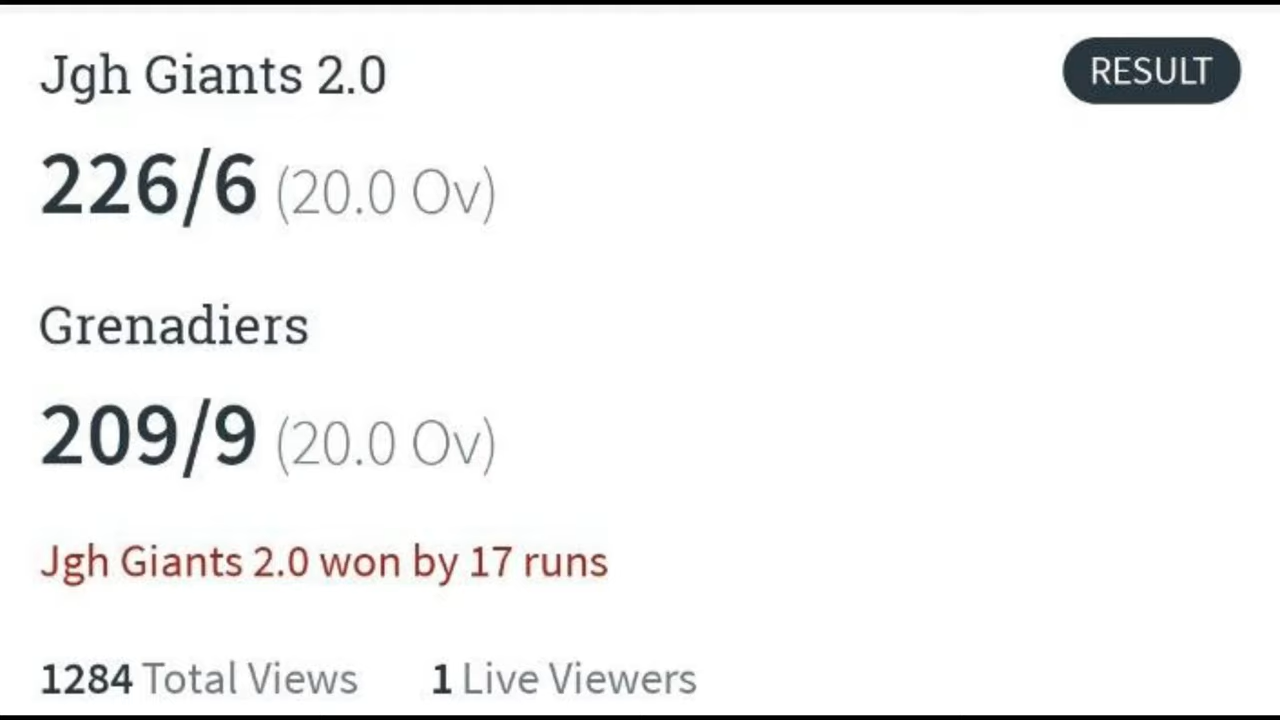 Jgh Giants 2.0
RESULT
226/6 (20.0 Ov)
Grenadiers
209/9 (20.0 Ov)
Jgh Giants 2.0 won by 17 runs
1284 Total Views 1 Live Viewers